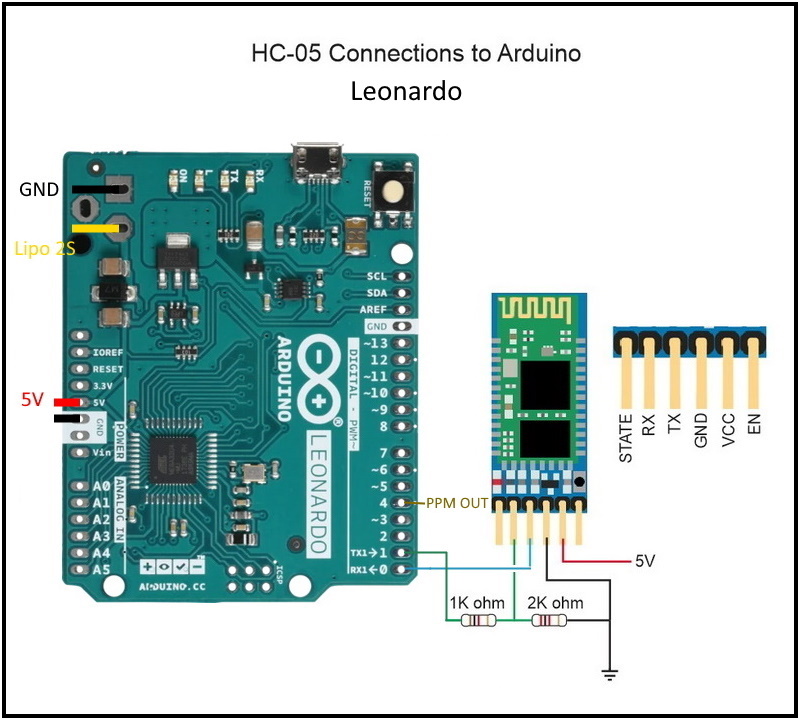 HC-05 Connections to Arduino
Leonardo
GND
Lipo 2S
5V
ON
L
TX
RX
RESET
SCL
SDA
AREF
GND
~13
12
~11
~10
~9
8
7
~6
~5
4
~3
2
TX1→1
RX1←0
DIGITAL - PWM~
ARDUINO
LEONARDO
IOREF
RESET
3.3V
5V
GND
Vin
POWER
A0
A1
A2
A3
A4
A5
ANALOG IN
ARDUINO.CC
ICSP
PPM OUT
STATE
RX
TX
GND
VCC
EN
5V
1K ohm
2K ohm